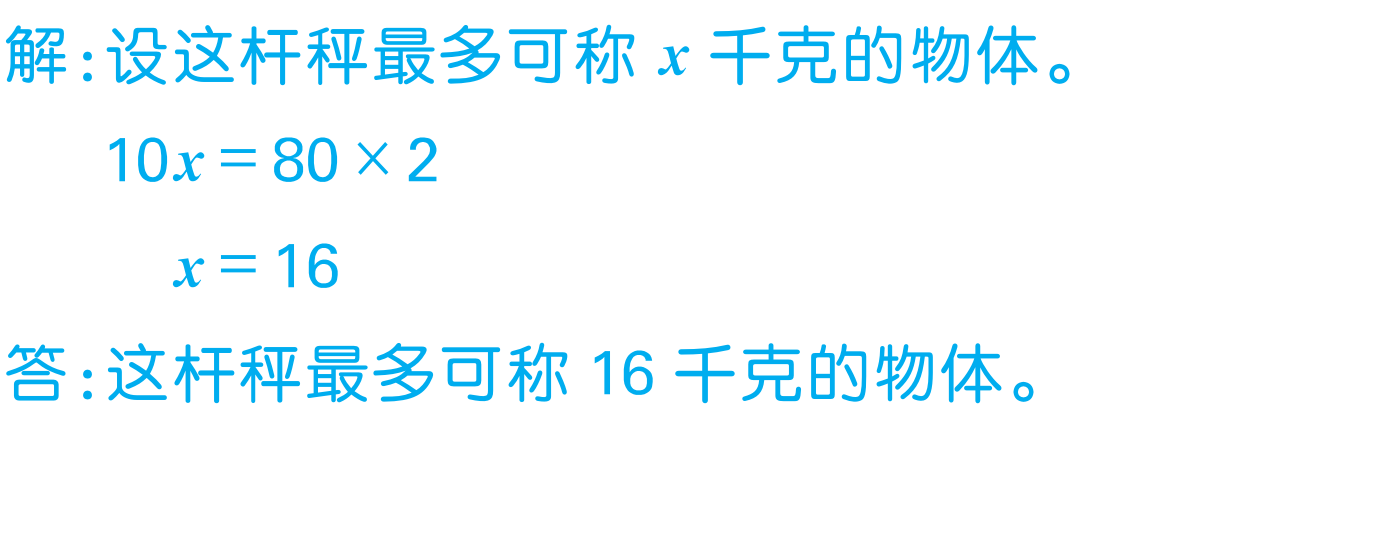 解:设这杆秤最多可称 x 千克的物体。
10x = 80 × 2
x = 16
答:这杆秤最多可称 16 千克的物体。